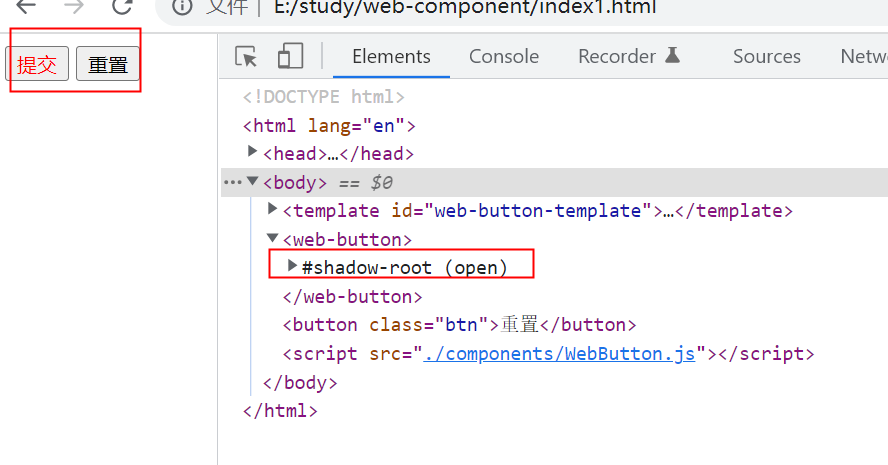 文件 | E:/study/web-component/index1.html
提交 重置
Elements Console Recorder Sources Netw
<!DOCTYPE html>
<html lang="en">
<head>…</head>
<body> == $0
<template id="web-button-template">…</template>
<web-button>
#shadow-root (open)
</web-button>
<button class="btn">重置</button>
<script src="./components/WebButton.js"></script>
</body>
</html>